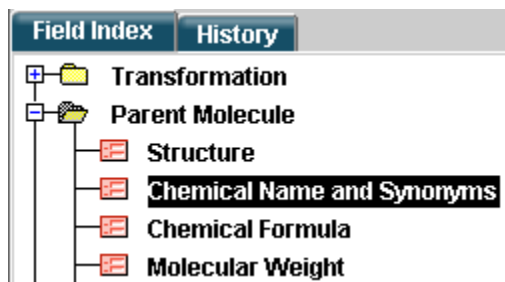 Field Index History
Transformation
Parent Molecule
Structure
Chemical Name and Synonyms
Chemical Formula
Molecular Weight